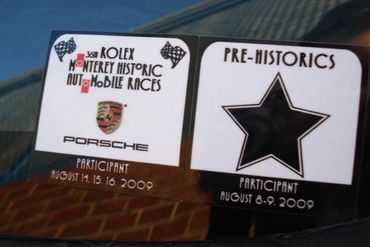 36th ROLEX
MONTEREY HISTORIC
AUTOMOBILE RACES
PORSCHE
PARTICIPANT
AUGUST 14, 15, 16, 2009
PRE-HISTORICS
PARTICIPANT
AUGUST 8-9, 2009